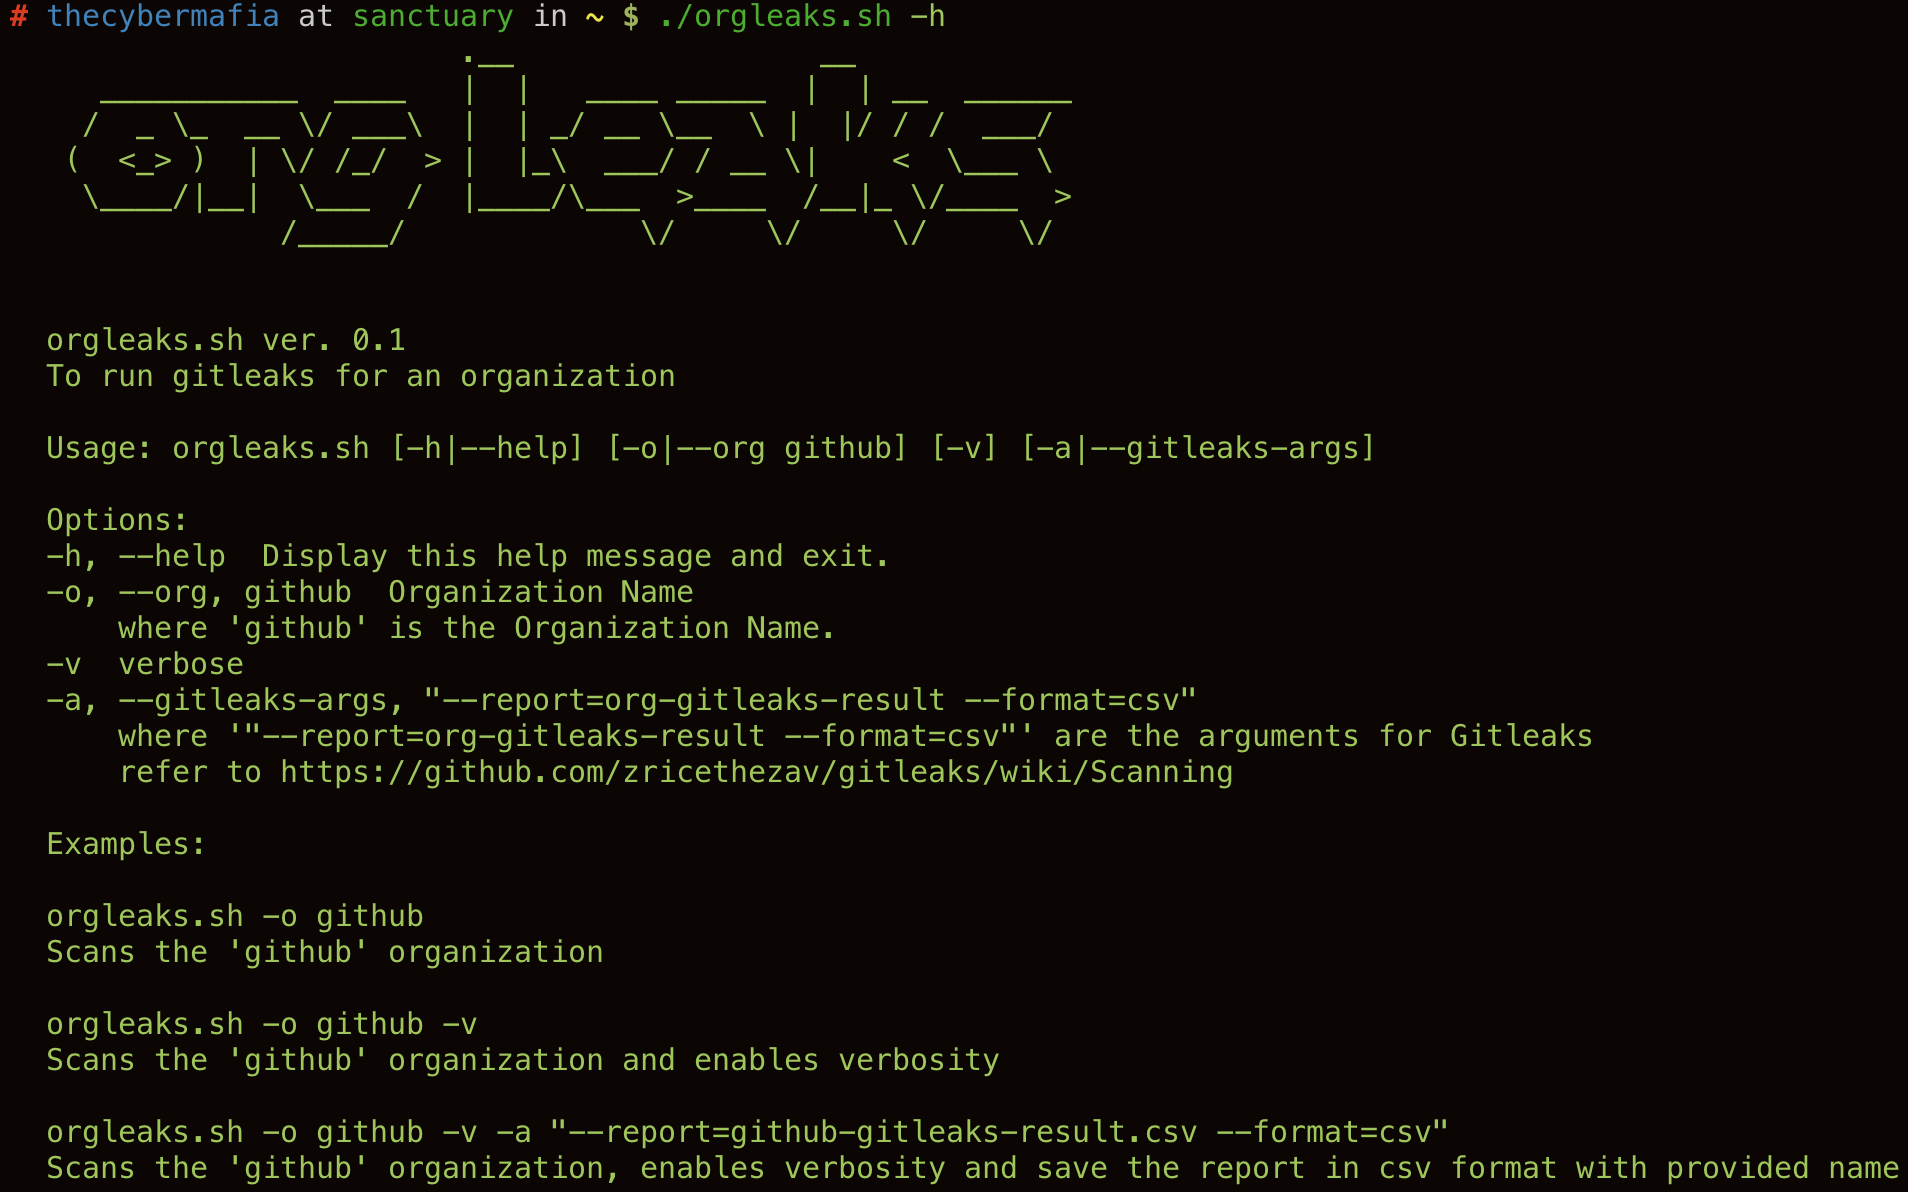 # thecybermafia at sanctuary in ~ $ ./orgleaks.sh -h
org leaks
orgleaks.sh ver. 0.1
To run gitleaks for an organization
Usage: orgleaks.sh [-h|--help] [-o|--org github] [-v] [-a|--gitleaks-args]
Options:
-h, --help  Display this help message and exit.
-o, --org, github  Organization Name
where 'github' is the Organization Name.
-v  verbose
-a, --gitleaks-args, "--report=org-gitleaks-result --format=csv"
where '"--report=org-gitleaks-result --format=csv"' are the arguments for Gitleaks
refer to https://github.com/zricethezav/gitleaks/wiki/Scanning
Examples:
orgleaks.sh -o github
Scans the 'github' organization
orgleaks.sh -o github -v
Scans the 'github' organization and enables verbosity
orgleaks.sh -o github -v -a "--report=github-gitleaks-result.csv --format=csv"
Scans the 'github' organization, enables verbosity and save the report in csv format with provided name